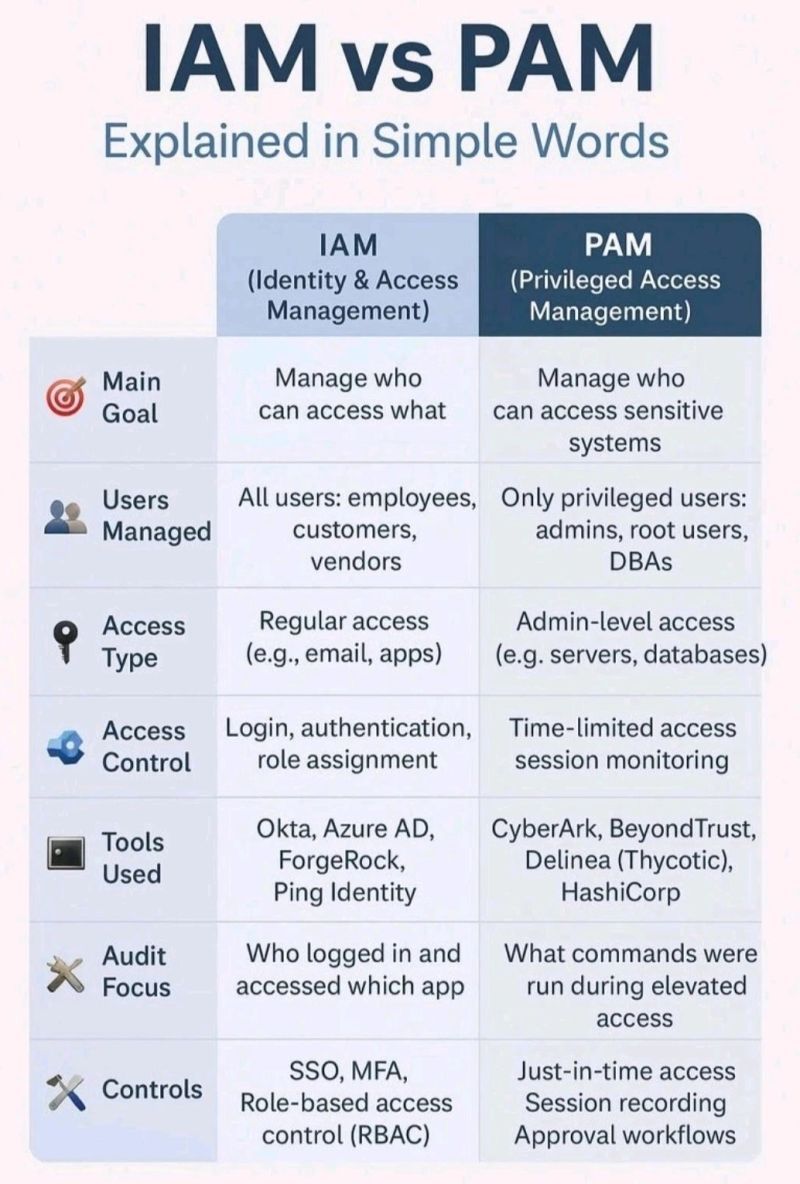 IAM vs PAM
Explained in Simple Words
IAM
(Identity & Access
Management)
PAM
(Privileged Access
Management)
Main
Goal
Manage who
can access what
Manage who
can access sensitive
systems
Users
Managed
All users: employees,
customers,
vendors
Only privileged users:
admins, root users,
DBAs
Access
Type
Regular access
(e.g., email, apps)
Admin-level access
(e.g. servers, databases)
Access
Control
Login, authentication,
role assignment
Time-limited access
session monitoring
Tools
Used
Okta, Azure AD,
ForgeRock,
Ping Identity
CyberArk, BeyondTrust,
Delinea (Thycotic),
HashiCorp
Audit
Focus
Who logged in and
accessed which app
What commands were
run during elevated
access
Controls
SSO, MFA,
Role-based access
control (RBAC)
Just-in-time access
Session recording
Approval workflows